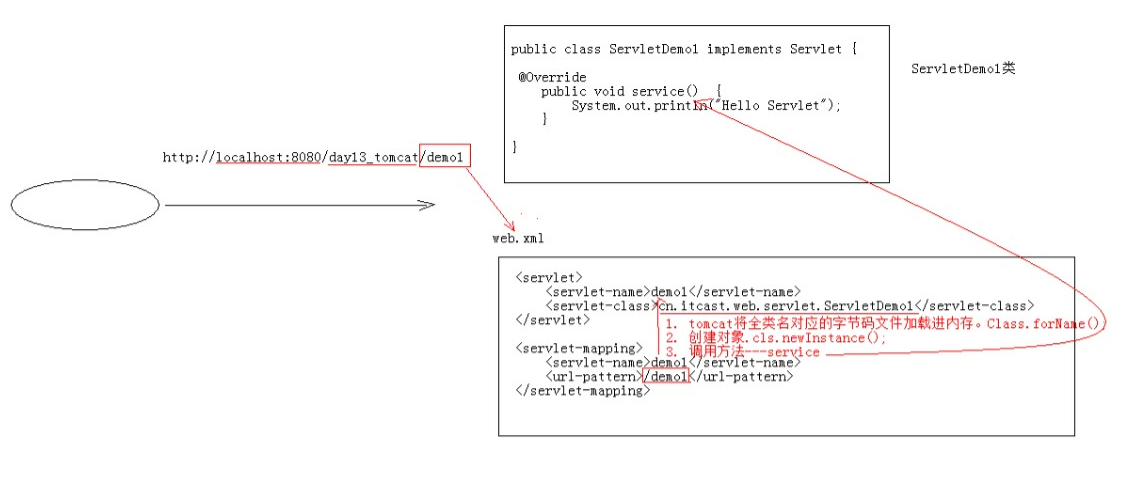 public class ServletDemo1 implements Servlet {
@Override
public void service() {
System.out.println("Hello Servlet");
}
}
ServletDemo1类
http://localhost:8080/day13_tomcat/demo1
web.xml
<servlet>
<servlet-name>demo1</servlet-name>
<servlet-class>cn.itcast.web.servlet.ServletDemo1</servlet-class>
</servlet>
1. tomcat将全类名对应的字节码文件加载进内存。Class.forName()
2. 创建对象.cls.newInstance();
3. 调用方法---service
<servlet-mapping>
<servlet-name>demo1</servlet-name>
<url-pattern>/demo1</url-pattern>
</servlet-mapping>